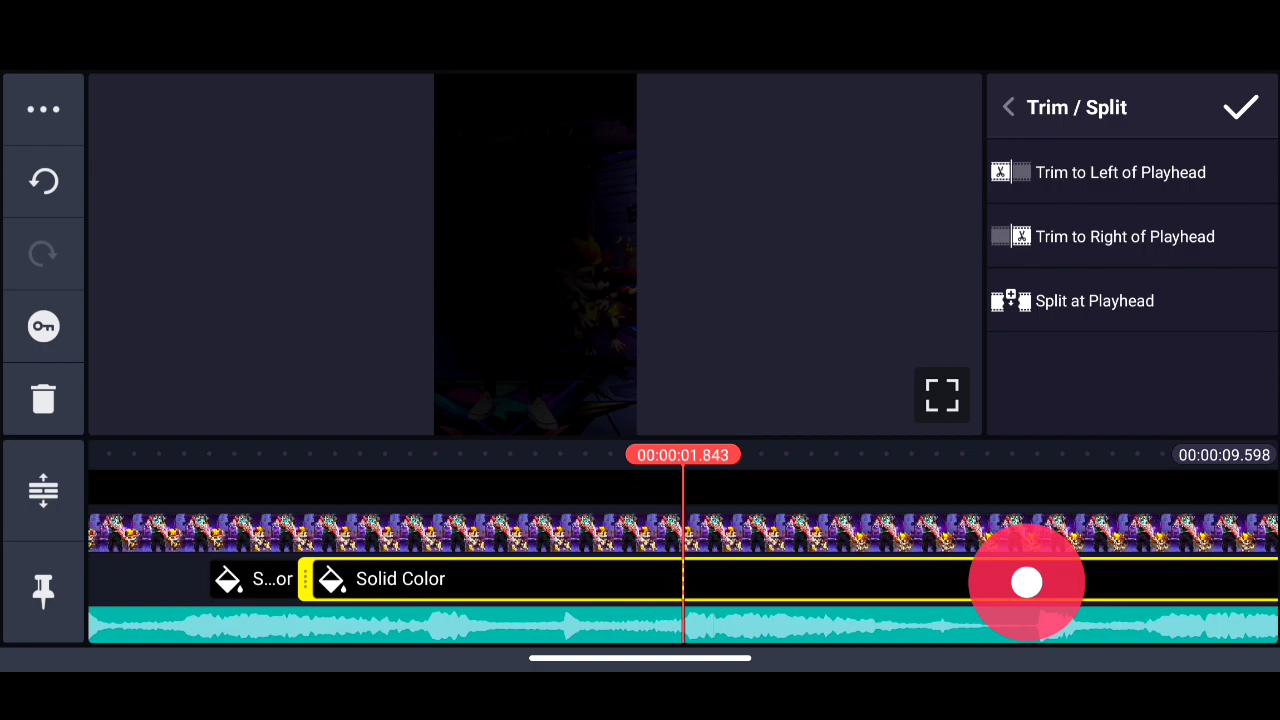 Trim / Split
Trim to Left of Playhead
Trim to Right of Playhead
Split at Playhead
00:00:01.843
00:00:09.598
S...or
Solid Color